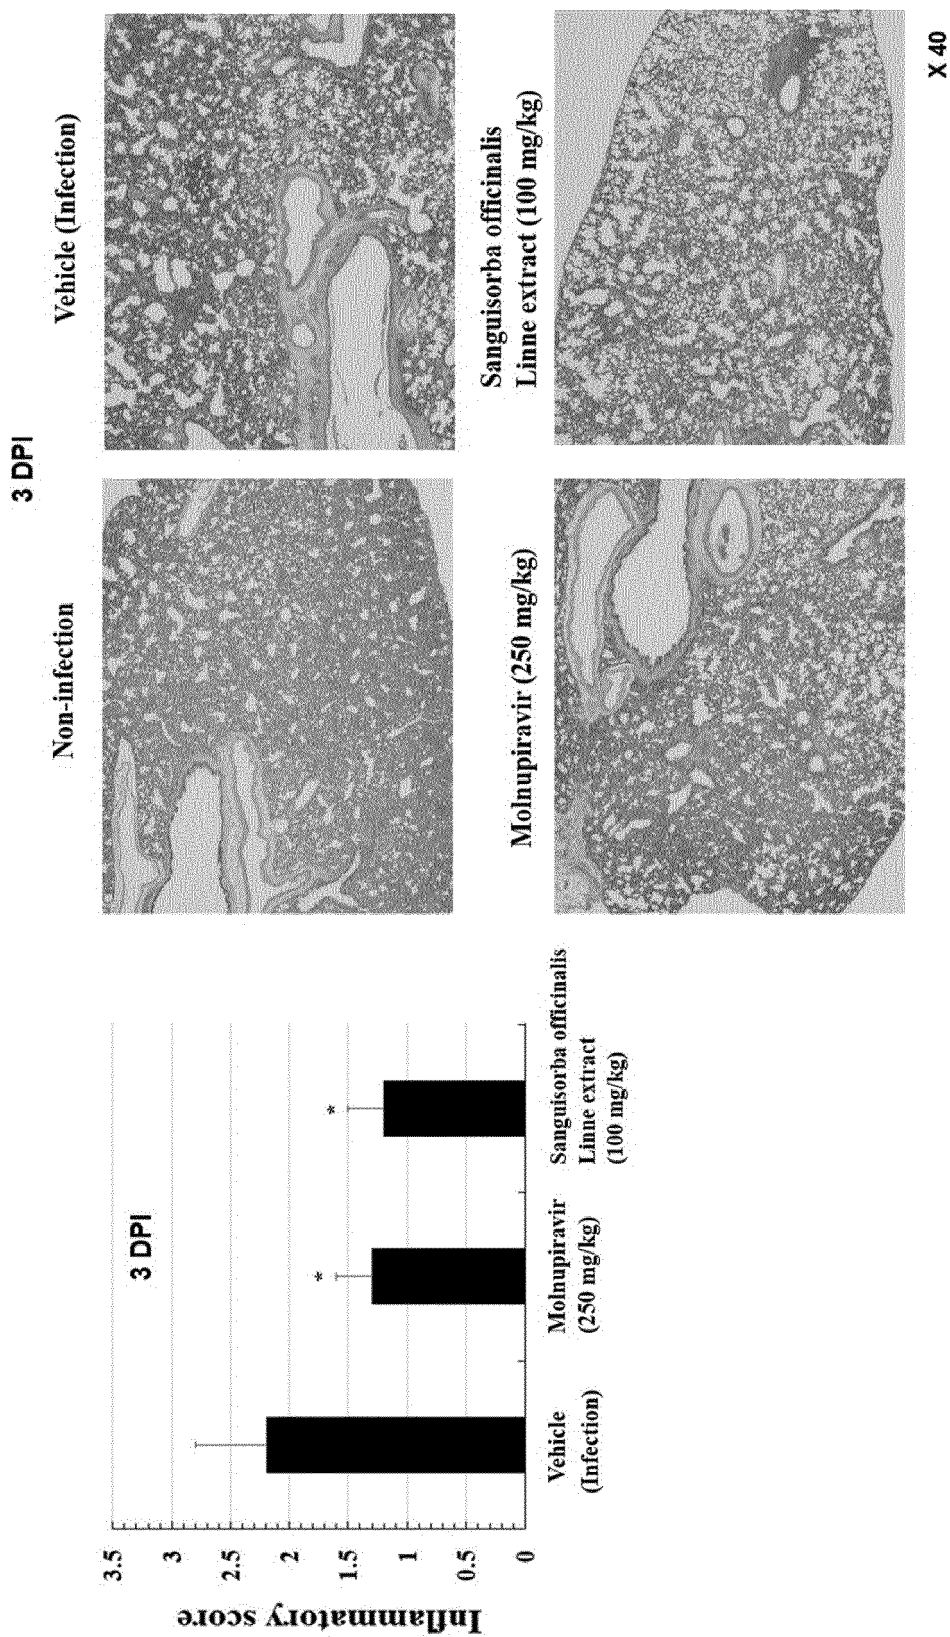 3 DPI
Inflammatory score
3.5
3
2.5
2
1.5
1
0.5
0
*
*
Vehicle
(Infection)
Molnupiravir
(250 mg/kg)
Sanguisorba officinalis
Linne extract
(100 mg/kg)
3 DPI
Non-infection
Vehicle (Infection)
Molnupiravir (250 mg/kg)
Sanguisorba officinalis
Linne extract (100 mg/kg)
X 40